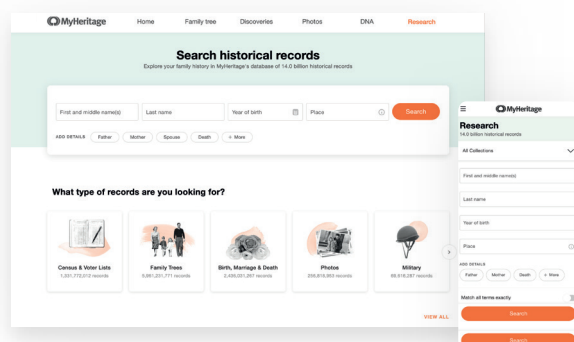 MyHeritage
Home Family tree Discoveries Photos DNA Research
Search historical records
Explore your family history in MyHeritage's database of 14.0 billion historical records
First and middle name(s) Last name Year of birth Place Search
ADD DETAILS Father Mother Spouse Death + More
What type of records are you looking for?
Census & Voter Lists Family Trees Birth, Marriage & Death Photos Military
VIEW ALL
MyHeritage
Research
14.0 billion historical records
All Collections
First and middle name(s)
Last name
Year of birth
Place
ADD DETAILS
Father Mother Death + More
Match all terms exactly
Search
Search